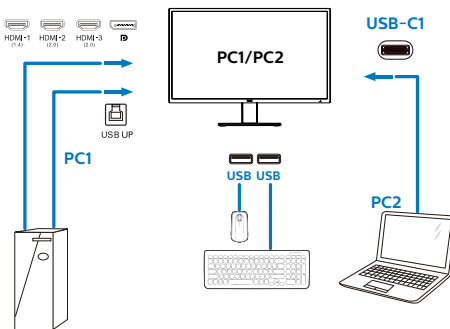 HDMI-1 HDMI-2 HDMI-3
(1.4) (2.0) (2.0)
USB-C1
PC1/PC2
USB UP
PC1
USB USB
PC2